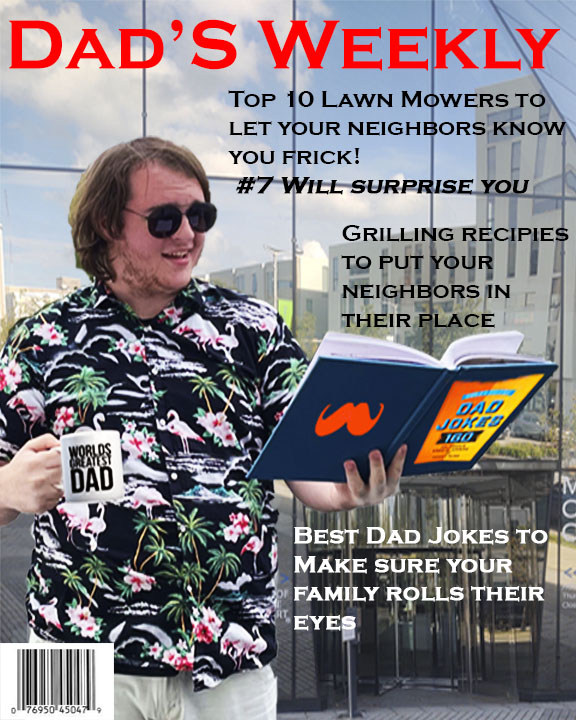 DAD'S WEEKLY
TOP 10 LAWN MOWERS TO
LET YOUR NEIGHBORS KNOW
YOU FRICK!
#7 WILL SURPRISE YOU
GRILLING RECIPIES
TO PUT YOUR
NEIGHBORS IN
THEIR PLACE
DAD
JOKES
160
WORLDS
GREATEST
DAD
BEST DAD JOKES TO
MAKE SURE YOUR
FAMILY ROLLS THEIR
EYES
0 76950 45047 9